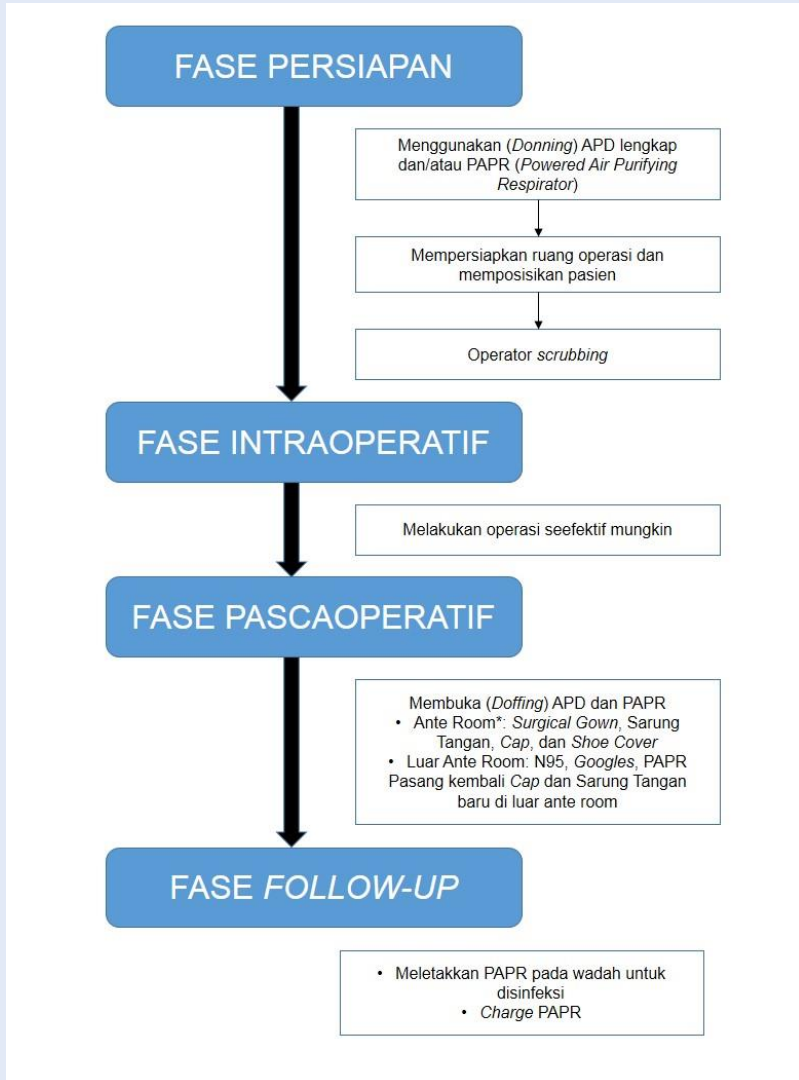 FASE PERSIAPAN
Menggunakan (Donning) APD lengkap
dan/atau PAPR (Powered Air Purifying
Respirator)
Mempersiapkan ruang operasi dan
memposisikan pasien
Operator scrubbing
FASE INTRAOPERATIF
Melakukan operasi seefektif mungkin
FASE PASCAOPERATIF
Membuka (Doffing) APD dan PAPR
• Ante Room*: Surgical Gown, Sarung
Tangan, Cap, dan Shoe Cover
• Luar Ante Room: N95, Googles, PAPR
Pasang kembali Cap dan Sarung Tangan
baru di luar ante room
FASE FOLLOW-UP
• Meletakkan PAPR pada wadah untuk
disinfeksi
• Charge PAPR